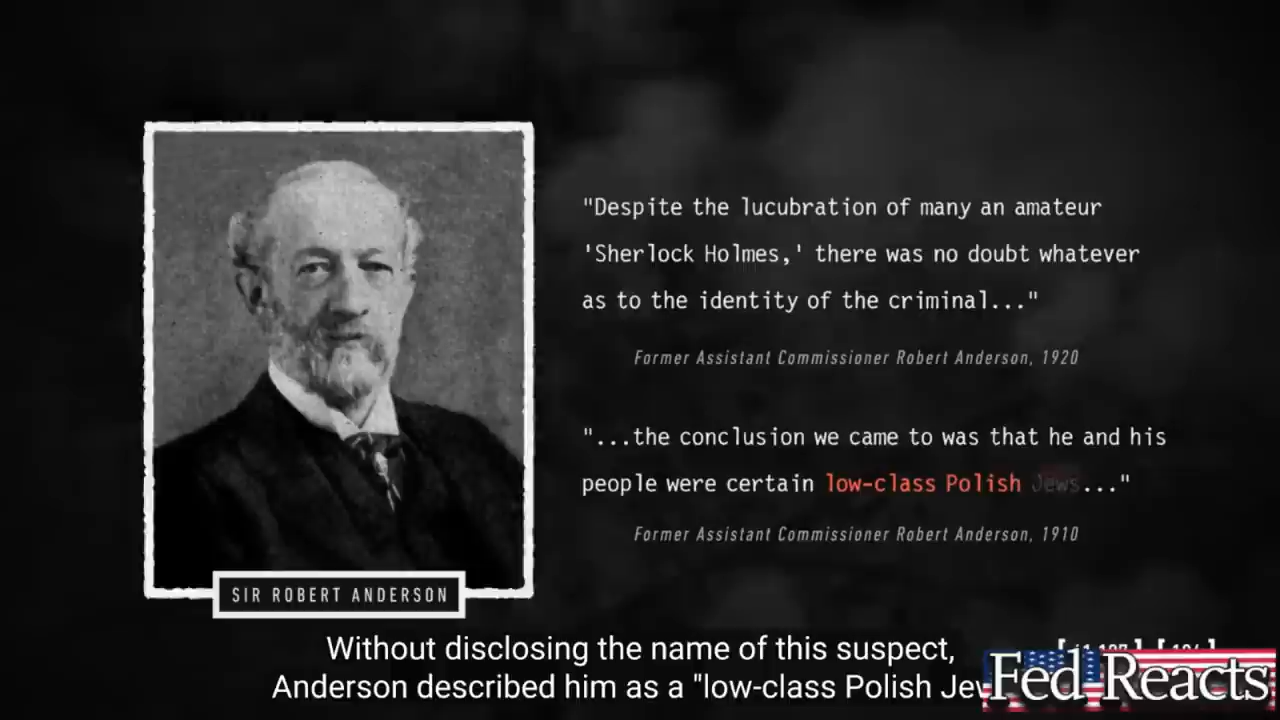 "Despite the lucubration of many an amateur
'Sherlock Holmes,' there was no doubt whatever
as to the identity of the criminal..."
Former Assistant Commissioner Robert Anderson, 1920
"...the conclusion we came to was that he and his
people were certain low-class Polish Jews..."
Former Assistant Commissioner Robert Anderson, 1910
SIR ROBERT ANDERSON
Without disclosing the name of this suspect,
Anderson described him as a "low-class Polish
Fed Reacts